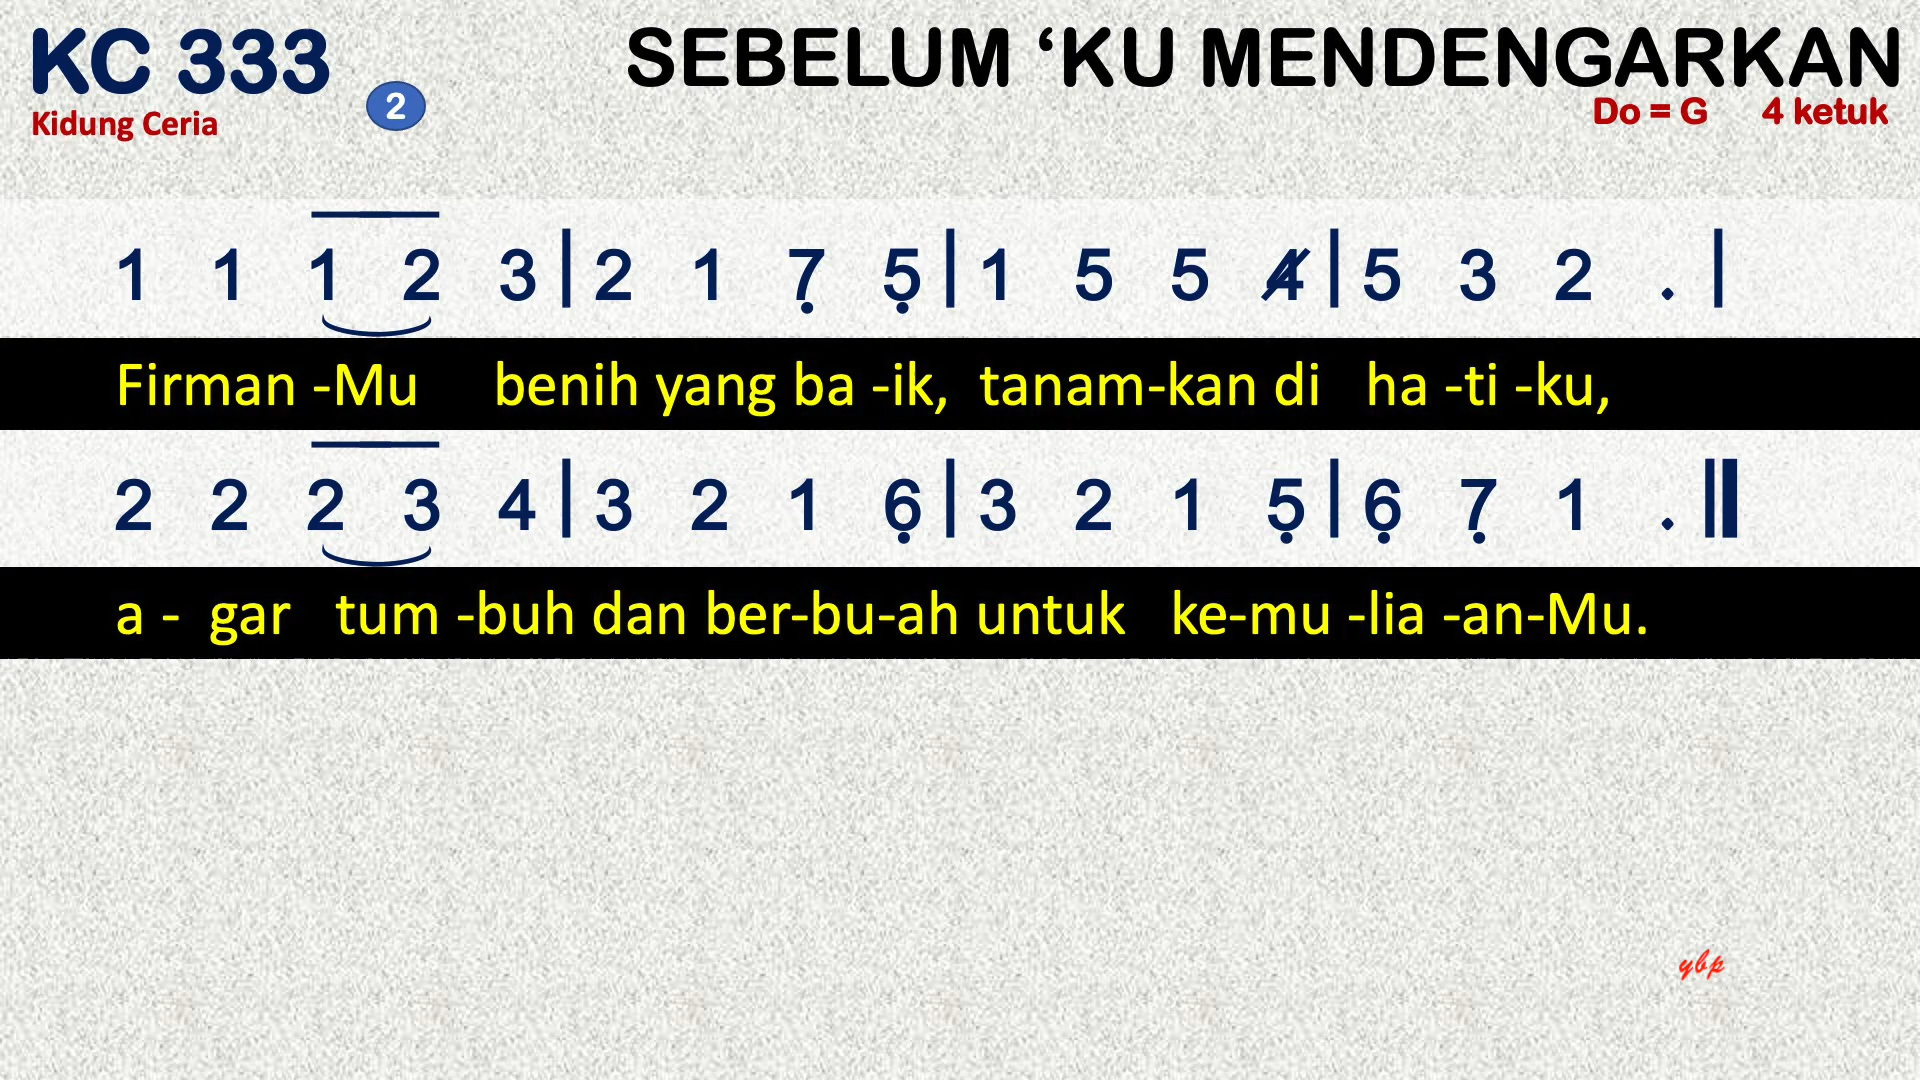 KC 333
SEBELUM ‘KU MENDENGARKAN
Kidung Ceria
2
Do = G 4 ketuk
1 1 1 2 3 | 2 1 7̣ 5̣ | 1 5 5 4̸ | 5 3 2 . |
Firman -Mu benih yang ba -ik, tanam-kan di ha -ti -ku,
2 2 2 3 4 | 3 2 1 6̣ | 3 2 1 5̣ | 6̣ 7̣ 1 . ||
a - gar tum -buh dan ber-bu-ah untuk ke-mu -lia -an-Mu.
ybp